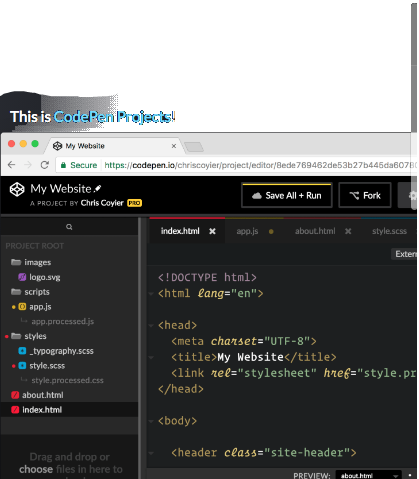 This is CodePen Projects!
My Website
Secure https://codepen.io/chriscoyier/project/editor/8ede769462de53b27b445da6078
My Website
A PROJECT BY Chris Coyier PRO
Save All + Run
Fork
index.html
app.js
about.html
style.scss
PROJECT ROOT
images
logo.svg
scripts
app.js
app.processed.js
styles
_typography.scss
style.scss
style.processed.css
about.html
index.html
Drag and drop or
choose files in here to
Extern
<!DOCTYPE html>
<html lang="en">
<head>
<meta charset="UTF-8">
<title>My Website</title>
<link rel="stylesheet" href="style.pr
</head>
<body>
<header class="site-header">
PREVIEW: about.html